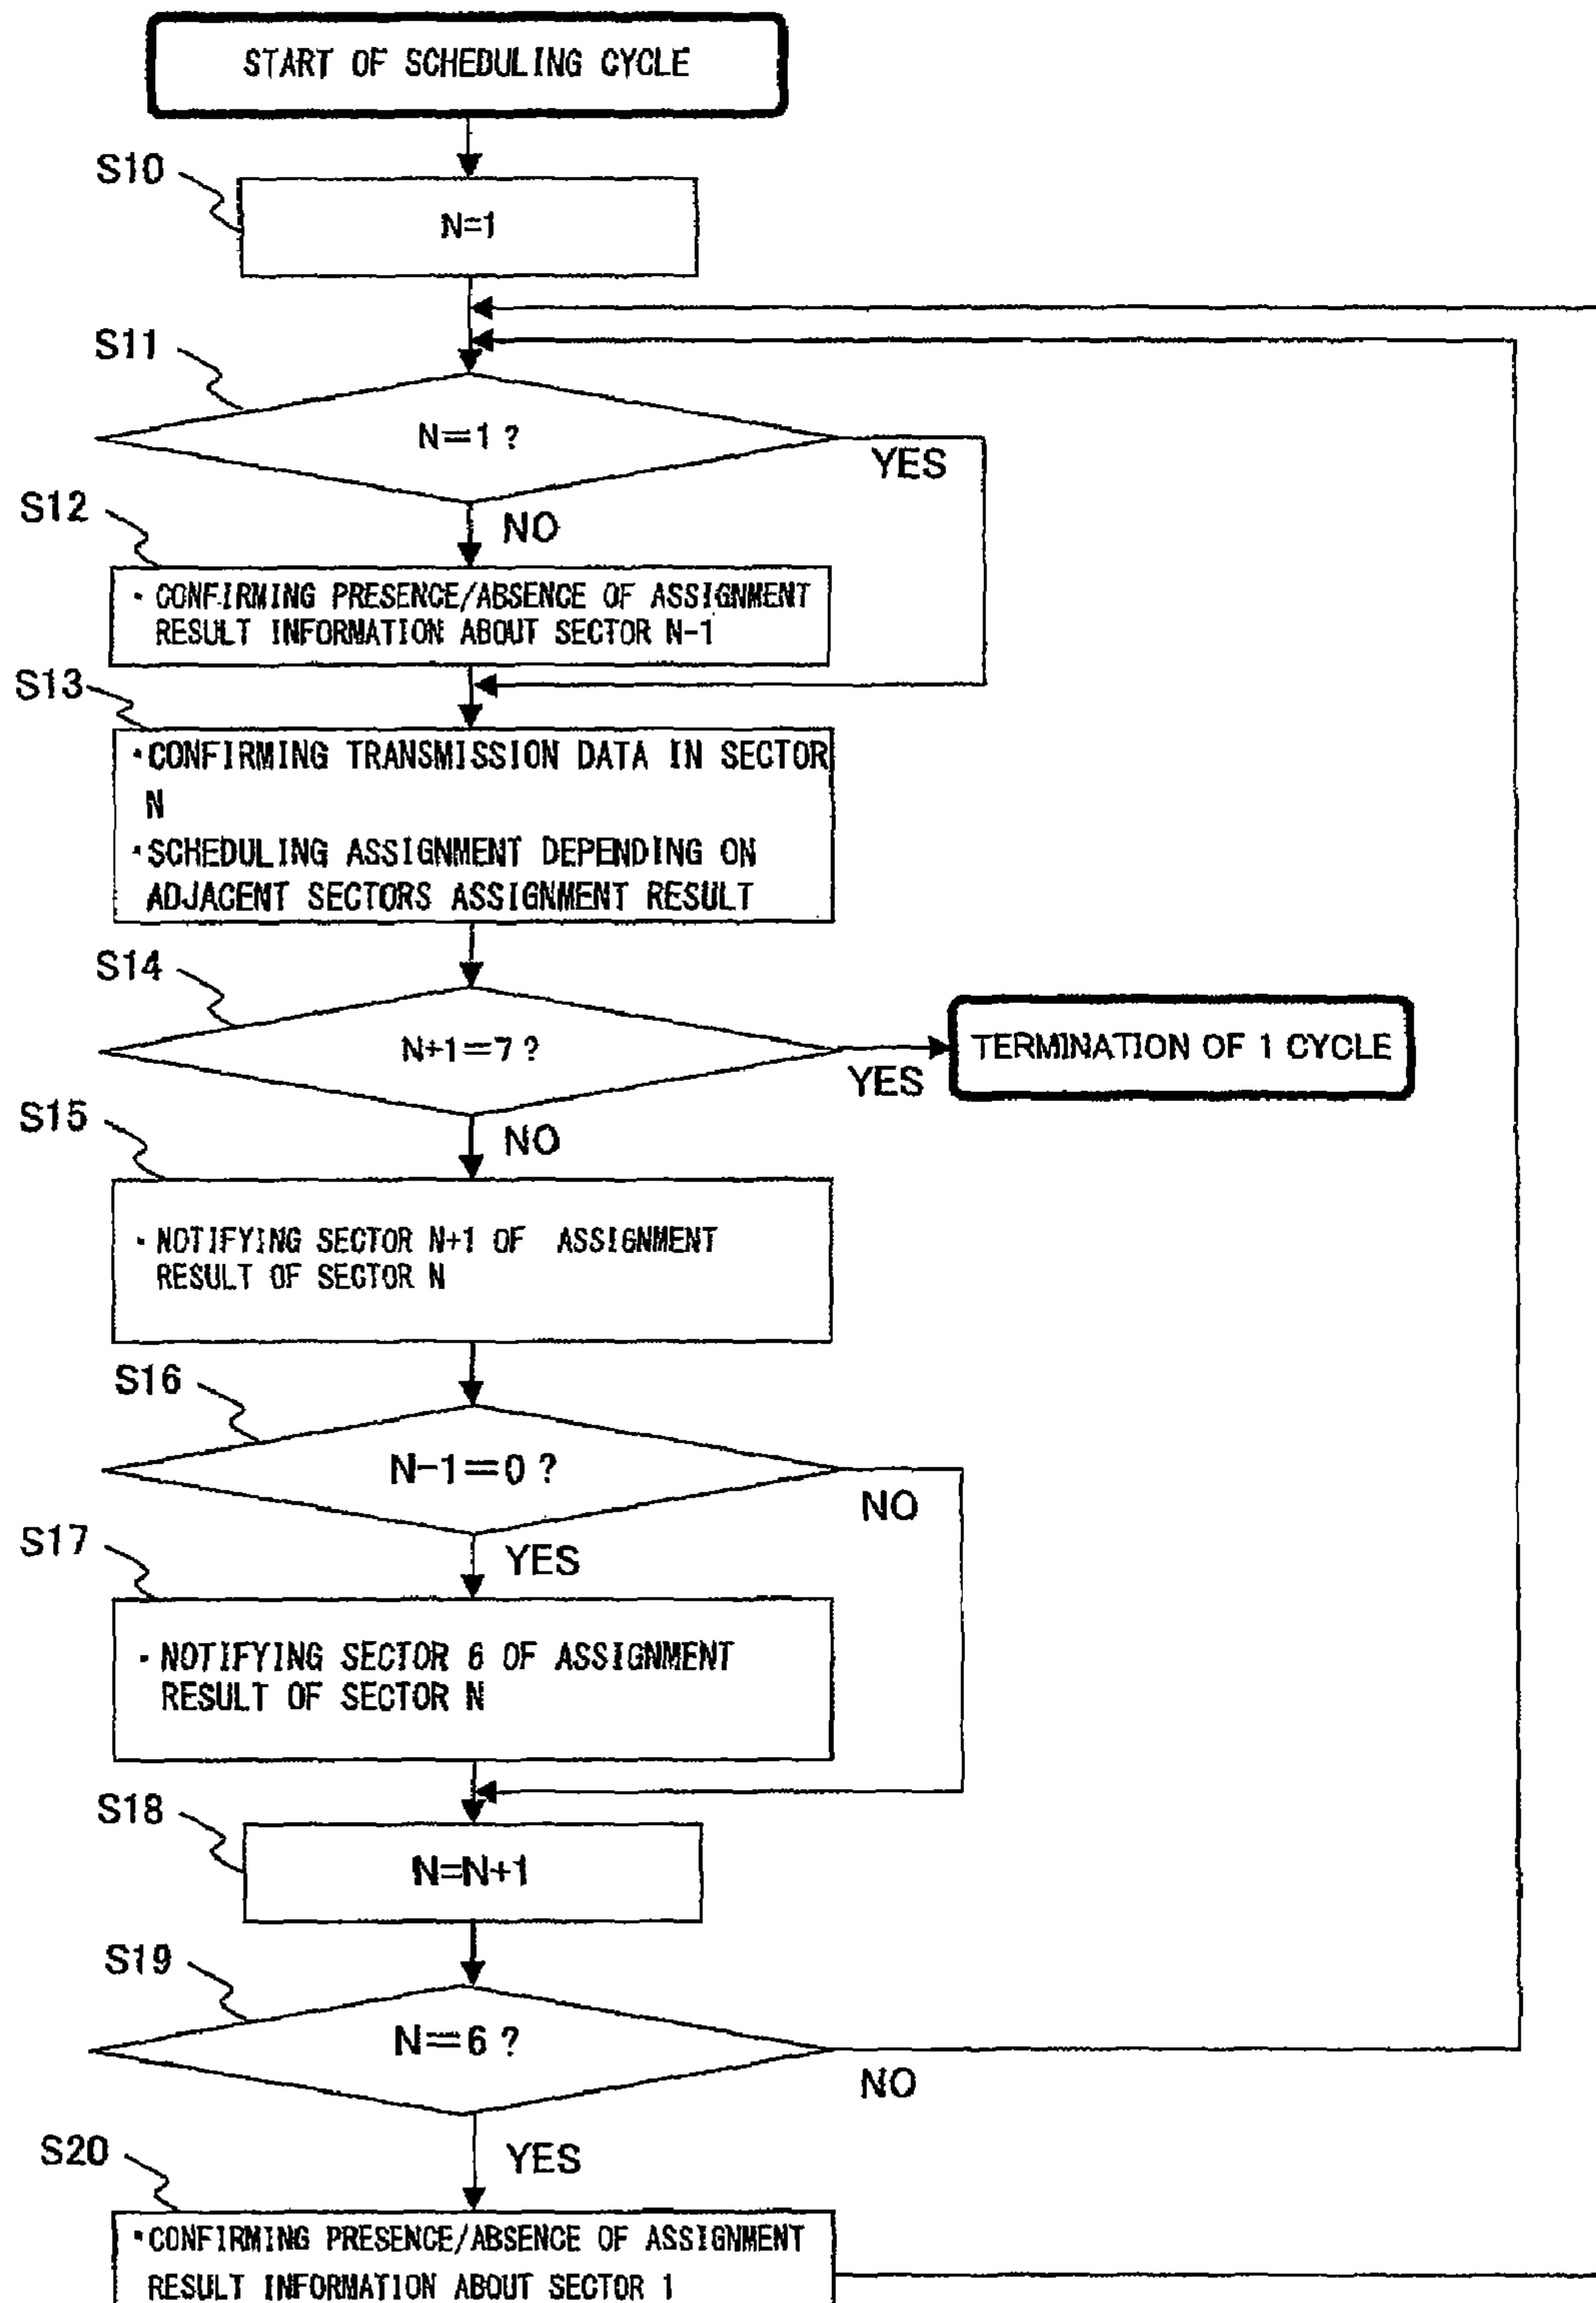 START OF SCHEDULING CYCLE
S10
N=1
S11
N=1?
YES
S12
NO
・CONFIRMING PRESENCE/ABSENCE OF ASSIGNMENT
RESULT INFORMATION ABOUT SECTOR N-1
S13
・CONFIRMING TRANSMISSION DATA IN SECTOR
N
・SCHEDULING ASSIGNMENT DEPENDING ON
ADJACENT SECTORS ASSIGNMENT RESULT
S14
N+1=7?
YES
TERMINATION OF 1 CYCLE
S15
NO
・NOTIFYING SECTOR N+1 OF ASSIGNMENT
RESULT OF SECTOR N
S16
N-1=0?
NO
S17
YES
・NOTIFYING SECTOR 6 OF ASSIGNMENT
RESULT OF SECTOR N
S18
N=N+1
S19
N=6?
NO
S20
YES
・CONFIRMING PRESENCE/ABSENCE OF ASSIGNMENT
RESULT INFORMATION ABOUT SECTOR 1